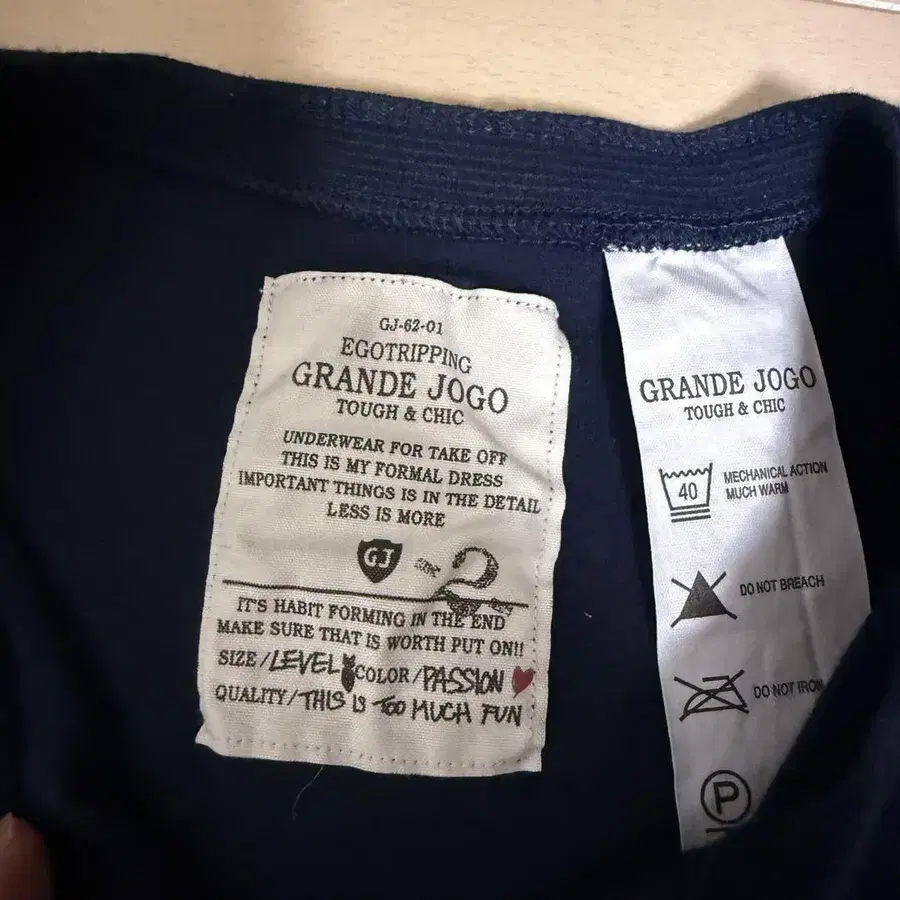 GJ-62-01
EGOTRIPPING
GRANDE JOGO
TOUGH & CHIC
UNDERWEAR FOR TAKE OFF
THIS IS MY FORMAL DRESS
IMPORTANT THINGS IS IN THE DETAIL
LESS IS MORE
GJ
2
IT'S HABIT FORMING IN THE END
MAKE SURE THAT IS WORTH PUT ON!!
SIZE/LEVEL COLOR/PASSION
QUALITY/THIS IS TOO MUCH FUN
GRANDE JOGO
TOUGH & CHIC
40
MECHANICAL ACTION
MUCH WARM
DO NOT BREACH
DO NOT IRON
P